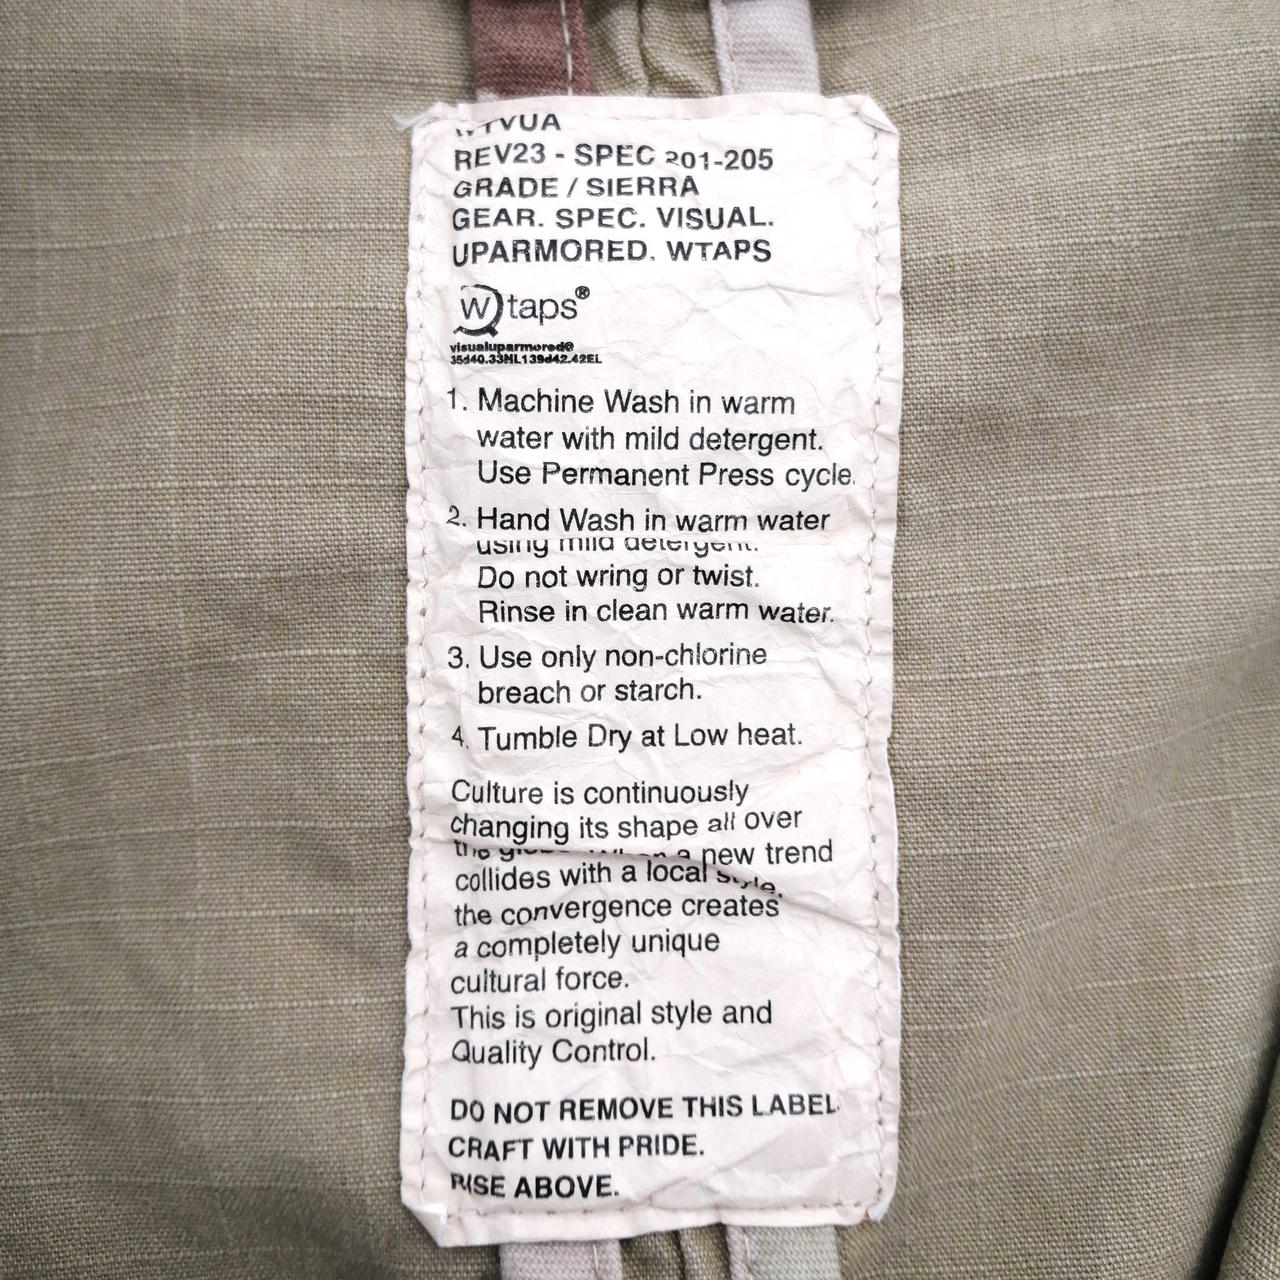 WTVUA
REV23 - SPEC 201-205
GRADE / SIERRA
GEAR. SPEC. VISUAL.
UPARMORED. WTAPS
Wtaps®
visualuparmored©
35d40.33NL139d42.42EL
1. Machine Wash in warm
water with mild detergent.
Use Permanent Press cycle.
2. Hand Wash in warm water
using mild detergent.
Do not wring or twist.
Rinse in clean warm water.
3. Use only non-chlorine
breach or starch.
4. Tumble Dry at Low heat.
Culture is continuously
changing its shape all over
the globe. When a new trend
collides with a local style,
the convergence creates
a completely unique
cultural force.
This is original style and
Quality Control.
DO NOT REMOVE THIS LABEL.
CRAFT WITH PRIDE.
RISE ABOVE.